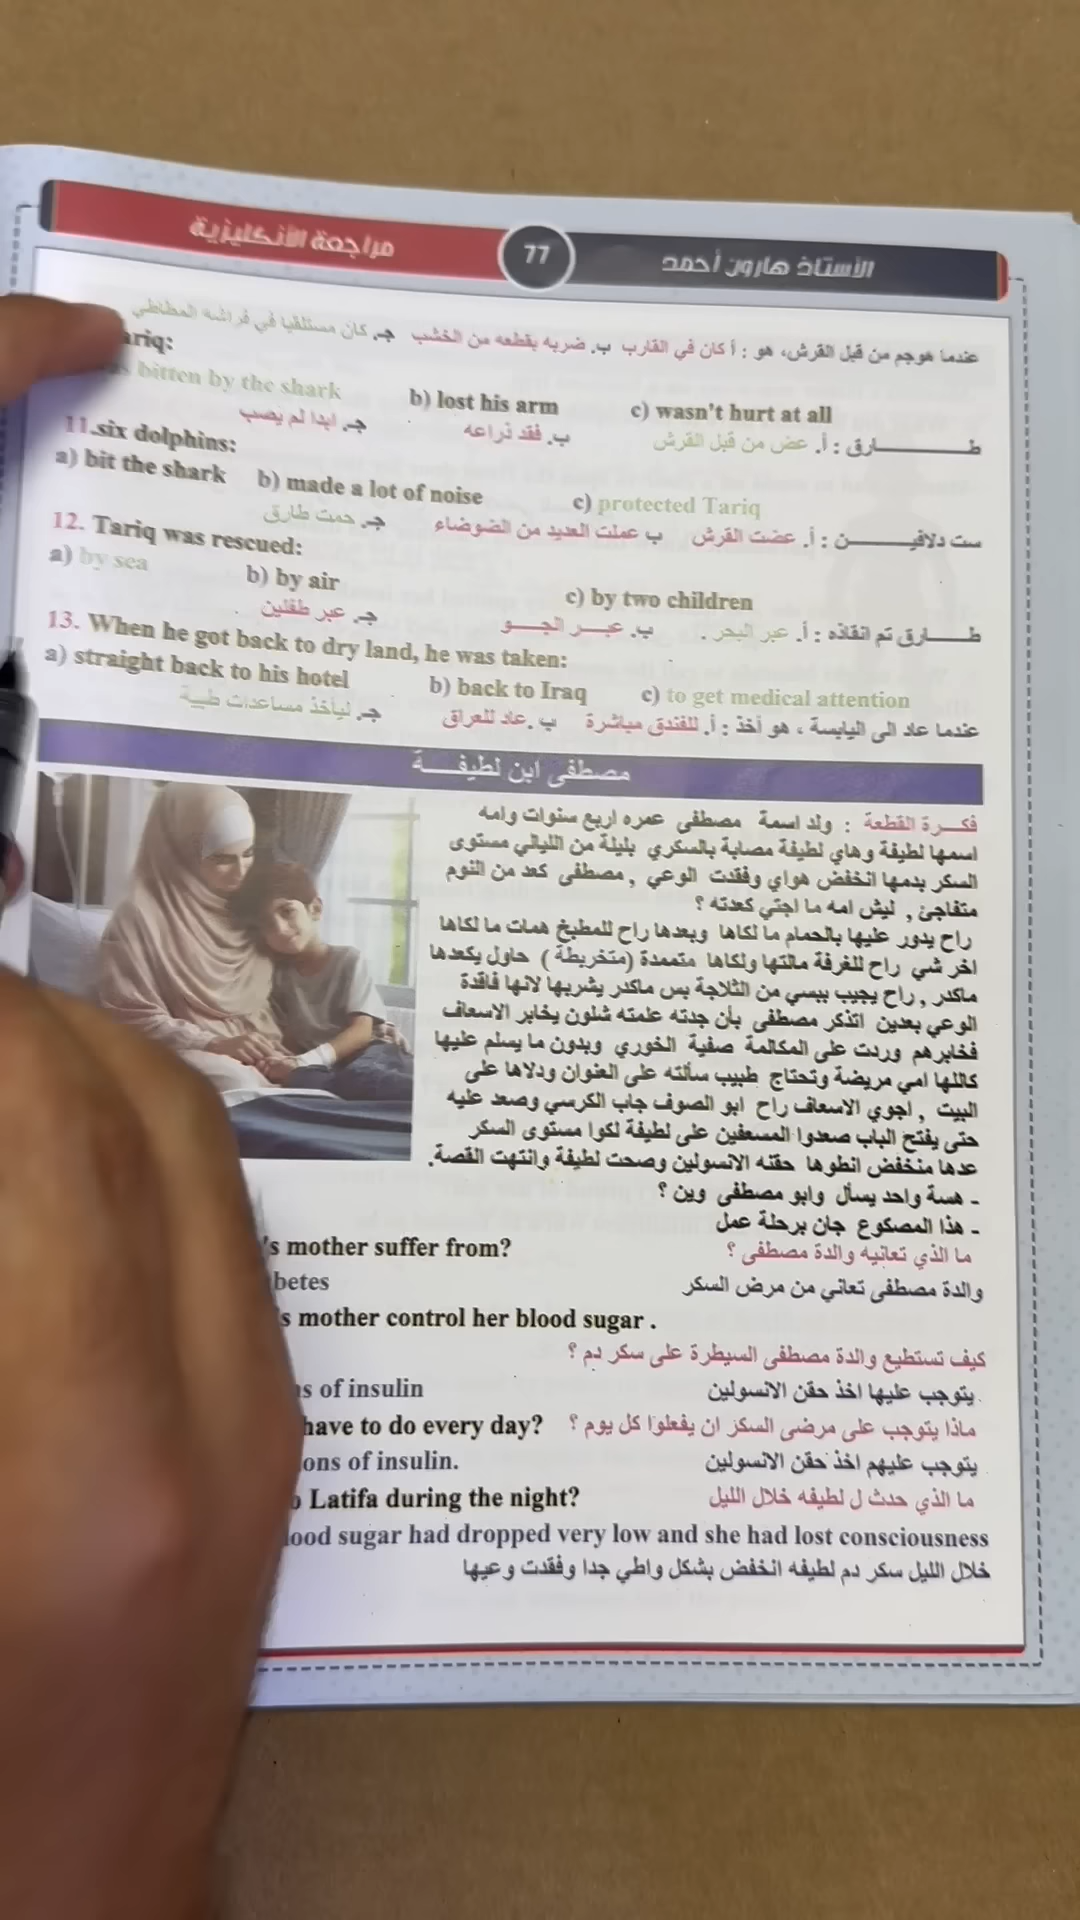 مراجعة الأنكليزية
77
الأستاذ هارون أحمد
عندما هوجم من قبل القرش، هو : أ كان في القارب ب. ضربه بقطعه من الخشب جـ. كان مستلقيا في فراشه المطاطي
ariq:
bitten by the shark b) lost his arm c) wasn't hurt at all
طارق : أ. عض من قبل القرش ب. فقد ذراعه جـ. ابدا لم يصب
11.six dolphins:
a) bit the shark b) made a lot of noise c) protected Tariq
ست دلافين : أ. عضت القرش ب عملت العديد من الضوضاء جـ. حمت طارق
12. Tariq was rescued:
a) by sea b) by air c) by two children
طارق تم انقاذه : أ. عبر البحر . ب. عبر الجو جـ. عبر طفلين
13. When he got back to dry land, he was taken:
a) straight back to his hotel b) back to Iraq c) to get medical attention
عندما عاد الى اليابسة ، هو أخذ : أ. للفندق مباشرة ب. عاد للعراق جـ. ليأخذ مساعدات طبية
مصطفى ابن لطيفة
فكرة القطعة : ولد اسمة مصطفى عمره اربع سنوات وامه
اسمها لطيفة وهاي لطيفة مصابة بالسكري بليلة من الليالي مستوى
السكر بدمها انخفض هواي وفقدت الوعي , مصطفى كعد من النوم
متفاجئ , ليش امه ما اجتي كعدته ؟
راح يدور عليها بالحمام ما لكاها وبعدها راح للمطبخ همات ما لكاها
اخر شي راح للغرفة مالتها ولكاها متمددة (متخربطة) حاول يكعدها
ماكدر , راح يجيب ببسي من الثلاجة بس ماكدر يشربها لانها فاقدة
الوعي بعدين اتذكر مصطفى بأن جدته علمته شلون يخابر الاسعاف
فخابرهم وردت على المكالمة صفية الخوري وبدون ما يسلم عليها
كاللها امي مريضة وتحتاج طبيب سألته على العنوان ودلاها على
البيت , اجوي الاسعاف راح ابو الصوف جاب الكرسي وصعد عليه
حتى يفتح الباب صعدوا المسعفين على لطيفة لكوا مستوى السكر
عدها منخفض انطوها حقنه الانسولين وصحت لطيفة وانتهت القصة.
- هسة واحد يسأل وابو مصطفى وين ؟
- هذا المصكوع جان برحلة عمل
's mother suffer from? ما الذي تعانيه والدة مصطفى ؟
betes والدة مصطفى تعاني من مرض السكر
s mother control her blood sugar .
كيف تستطيع والدة مصطفى السيطرة على سكر دم ؟
s of insulin يتوجب عليها اخذ حقن الانسولين.
have to do every day? ماذا يتوجب على مرضى السكر ان يفعلوا كل يوم ؟
ons of insulin. يتوجب عليهم اخذ حقن الانسولين
o Latifa during the night? ما الذي حدث ل لطيفه خلال الليل
ood sugar had dropped very low and she had lost consciousness
خلال الليل سكر دم لطيفه انخفض بشكل واطي جدا وفقدت وعيها